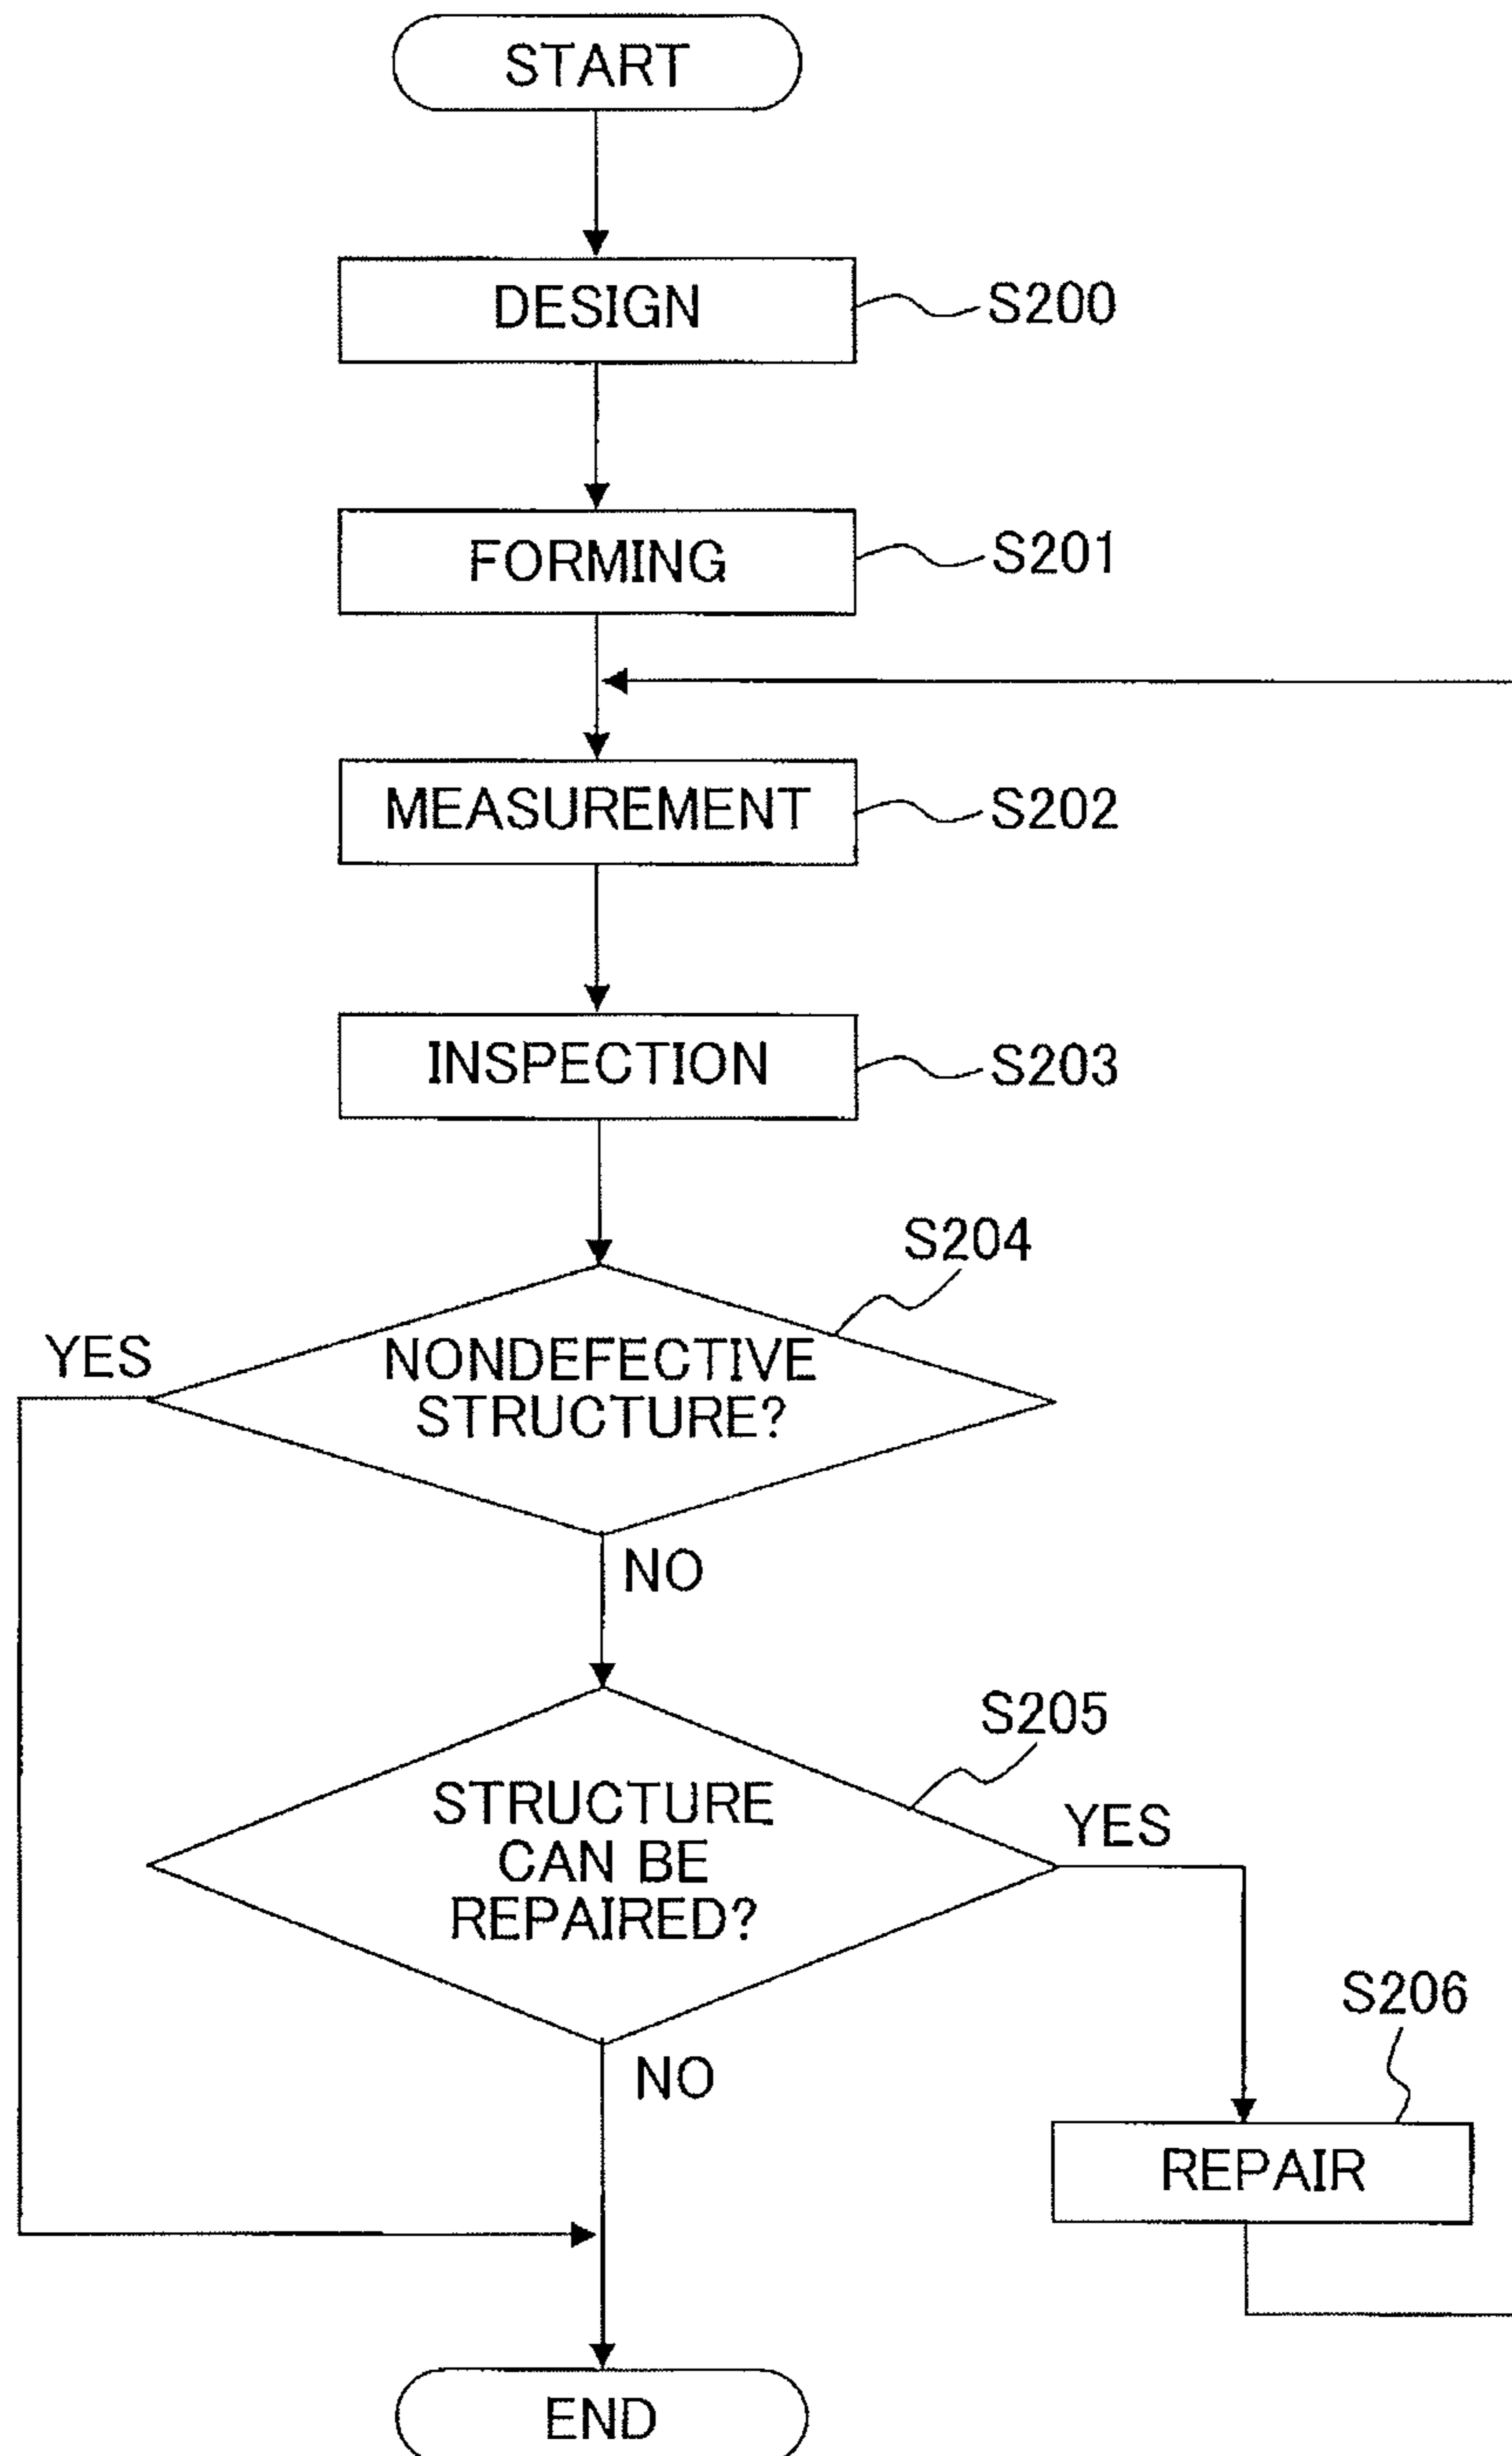 START
DESIGN
S200
FORMING
S201
MEASUREMENT
S202
INSPECTION
S203
S204
YES
NONDEFECTIVE
STRUCTURE?
NO
S205
STRUCTURE
CAN BE
REPAIRED?
YES
S206
NO
REPAIR
END